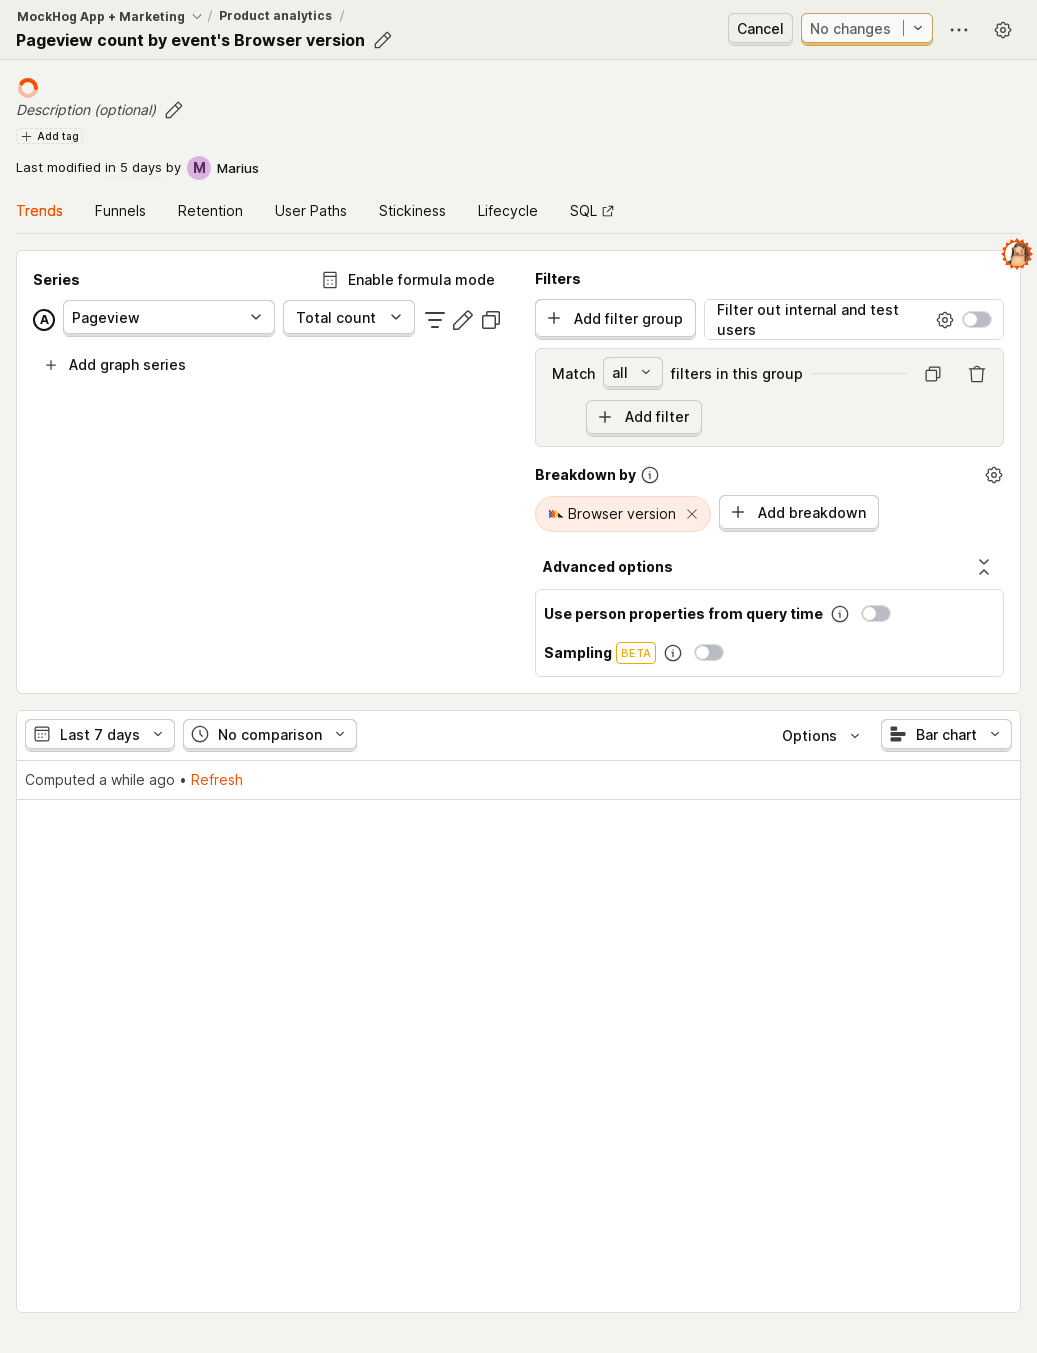 MockHog App + Marketing / Product analytics /
Pageview count by event's Browser version
Cancel
No changes
Description (optional)
Add tag
Last modified in 5 days by M Marius
Trends Funnels Retention User Paths Stickiness Lifecycle SQL
Series
Enable formula mode
A Pageview Total count
Add graph series
Filters
Add filter group
Filter out internal and test
users
Match all filters in this group
Add filter
Breakdown by
Browser version
Add breakdown
Advanced options
Use person properties from query time
Sampling BETA
Last 7 days No comparison Options Bar chart
Computed a while ago • Refresh